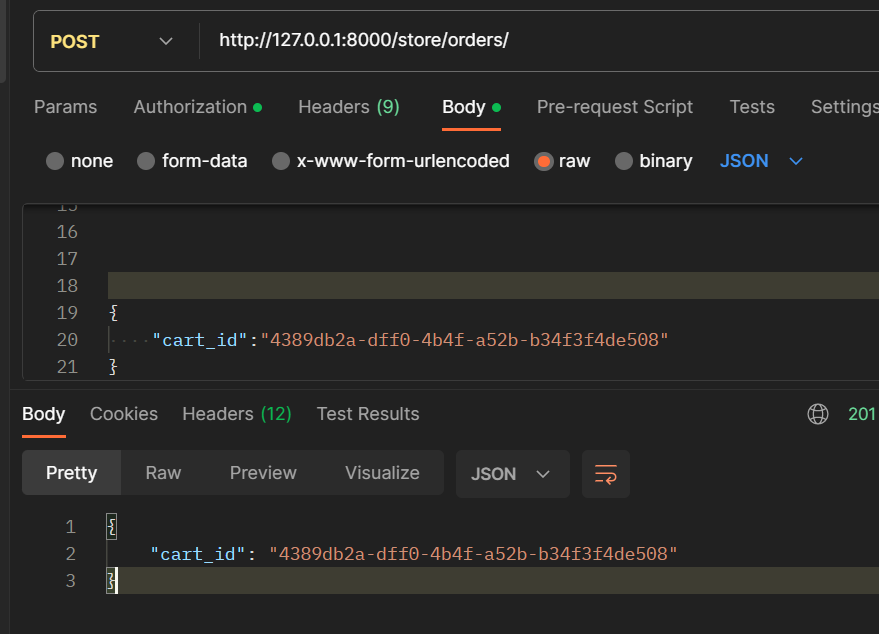 POST http://127.0.0.1:8000/store/orders/
Params Authorization Headers (9) Body Pre-request Script Tests Settings
none form-data x-www-form-urlencoded raw binary JSON
15
16
17
18
19 {
20 "cart_id":"4389db2a-dff0-4b4f-a52b-b34f3f4de508"
21 }
Body Cookies Headers (12) Test Results 201
Pretty Raw Preview Visualize JSON
1 {
2 "cart_id": "4389db2a-dff0-4b4f-a52b-b34f3f4de508"
3 }